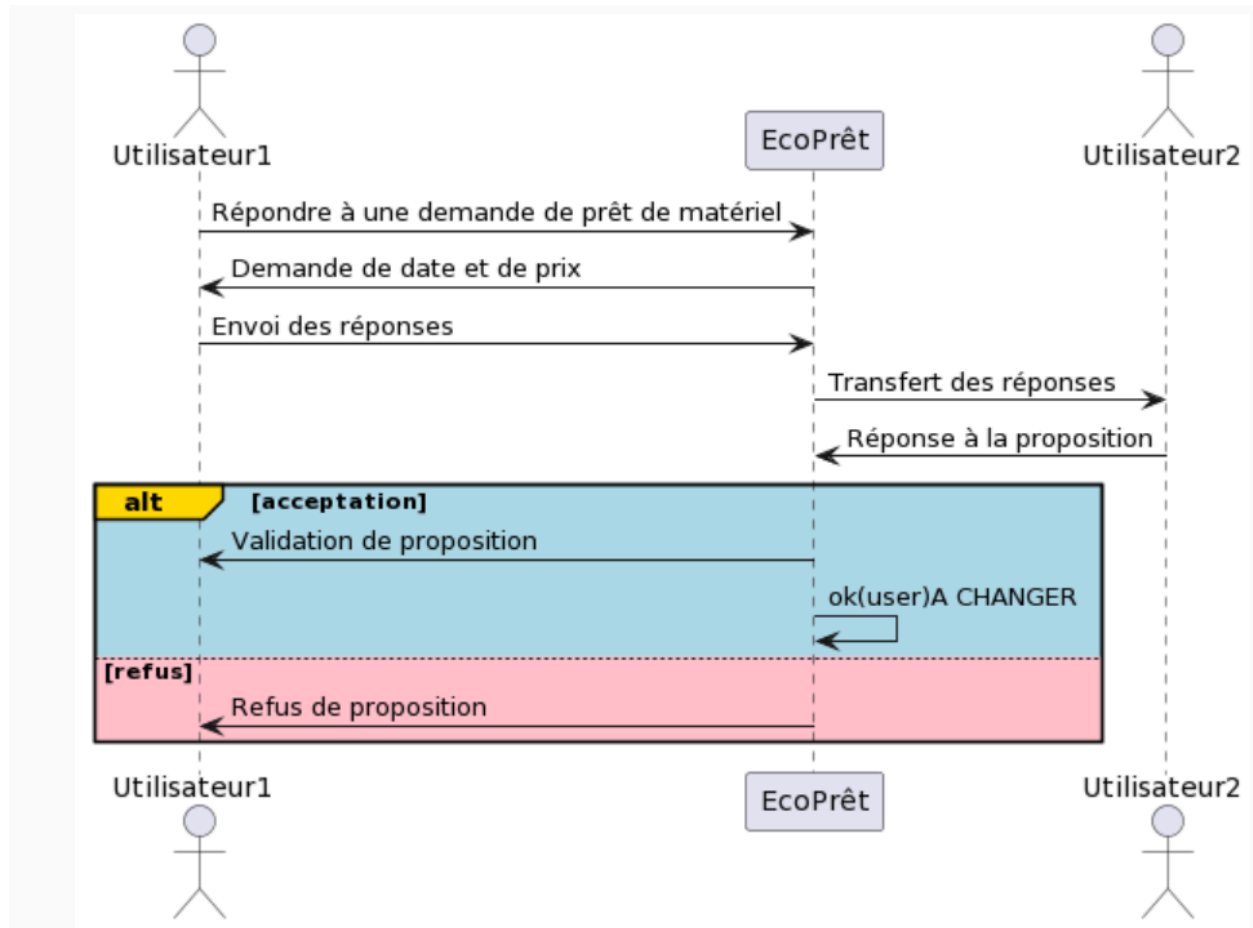 Utilisateur1
EcoPrêt
Utilisateur2
Répondre à une demande de prêt de matériel
Demande de date et de prix
Envoi des réponses
Transfert des réponses
Réponse à la proposition
alt
[acceptation]
Validation de proposition
ok(user)A CHANGER
[refus]
Refus de proposition
Utilisateur1
EcoPrêt
Utilisateur2